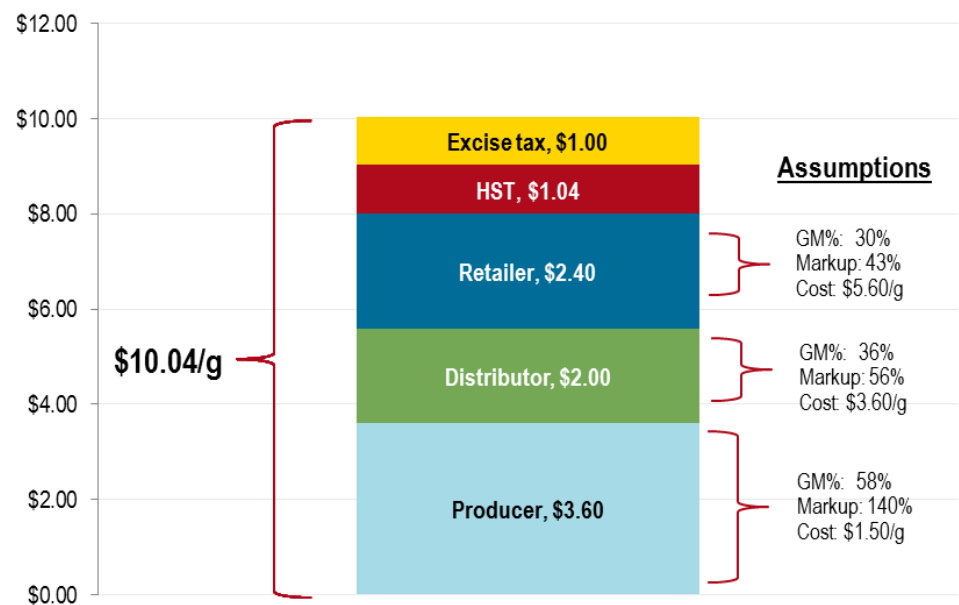 $12.00
$10.00
$8.00
$6.00
$4.00
$2.00
$0.00
$10.04/g
Excise tax, $1.00
HST, $1.04
Retailer, $2.40
Distributor, $2.00
Producer, $3.60
Assumptions
GM%: 30%
Markup: 43%
Cost: $5.60/g
GM%: 36%
Markup: 56%
Cost: $3.60/g
GM%: 58%
Markup: 140%
Cost: $1.50/g